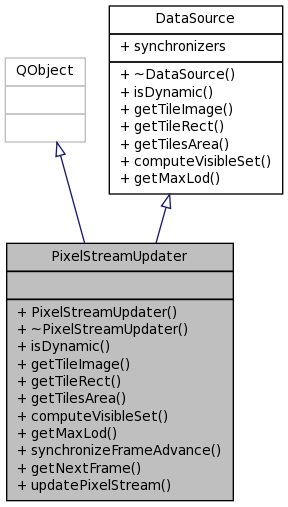 DataSource
+ synchronizers
+ ~DataSource()
+ isDynamic()
+ getTileImage()
+ getTileRect()
+ getTilesArea()
+ computeVisibleSet()
+ getMaxLod()
QObject
PixelStreamUpdater
+ PixelStreamUpdater()
+ ~PixelStreamUpdater()
+ isDynamic()
+ getTileImage()
+ getTileRect()
+ getTilesArea()
+ computeVisibleSet()
+ getMaxLod()
+ synchronizeFrameAdvance()
+ getNextFrame()
+ updatePixelStream()